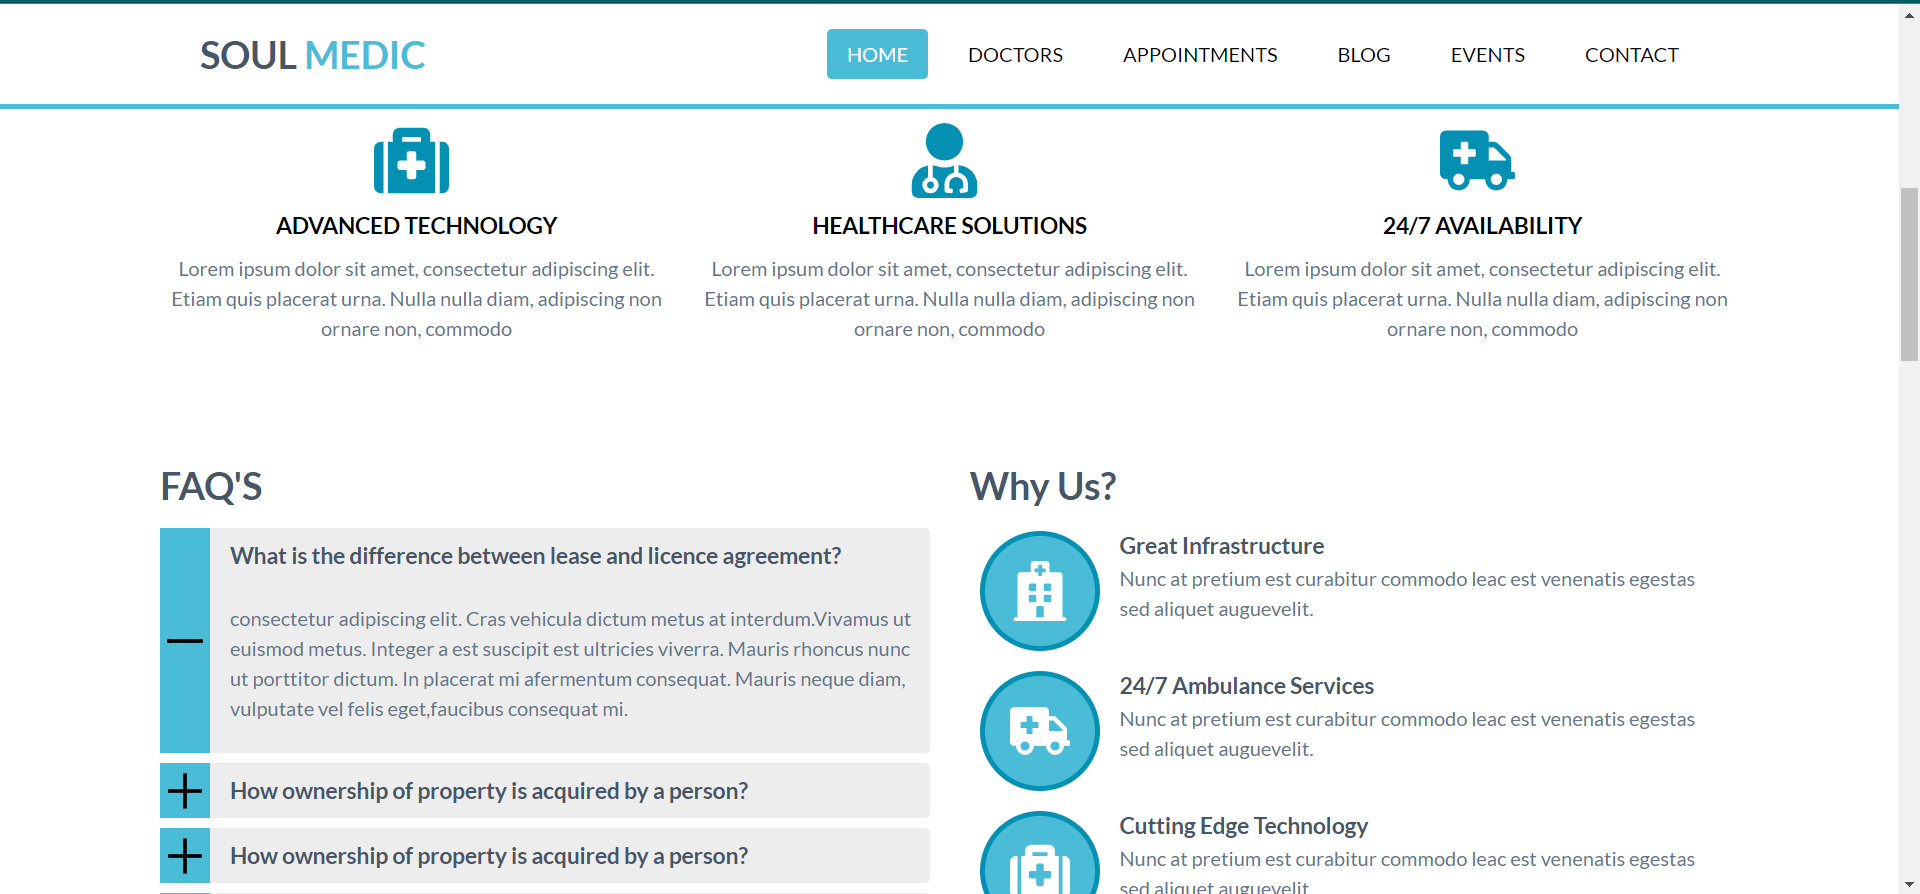 SOUL MEDIC
HOME
DOCTORS
APPOINTMENTS
BLOG
EVENTS
CONTACT
ADVANCED TECHNOLOGY
Lorem ipsum dolor sit amet, consectetur adipiscing elit.
Etiam quis placerat urna. Nulla nulla diam, adipiscing non
ornare non, commodo
HEALTHCARE SOLUTIONS
Lorem ipsum dolor sit amet, consectetur adipiscing elit.
Etiam quis placerat urna. Nulla nulla diam, adipiscing non
ornare non, commodo
24/7 AVAILABILITY
Lorem ipsum dolor sit amet, consectetur adipiscing elit.
Etiam quis placerat urna. Nulla nulla diam, adipiscing non
ornare non, commodo
FAQ'S
What is the difference between lease and licence agreement?
consectetur adipiscing elit. Cras vehicula dictum metus at interdum.Vivamus ut
euismod metus. Integer a est suscipit est ultricies viverra. Mauris rhoncus nunc
ut porttitor dictum. In placerat mi afermentum consequat. Mauris neque diam,
vulputate vel felis eget,faucibus consequat mi.
How ownership of property is acquired by a person?
How ownership of property is acquired by a person?
Why Us?
Great Infrastructure
Nunc at pretium est curabitur commodo leac est venenatis egestas
sed aliquet auguevelit.
24/7 Ambulance Services
Nunc at pretium est curabitur commodo leac est venenatis egestas
sed aliquet auguevelit.
Cutting Edge Technology
Nunc at pretium est curabitur commodo leac est venenatis egestas
sed aliquet auguevelit.